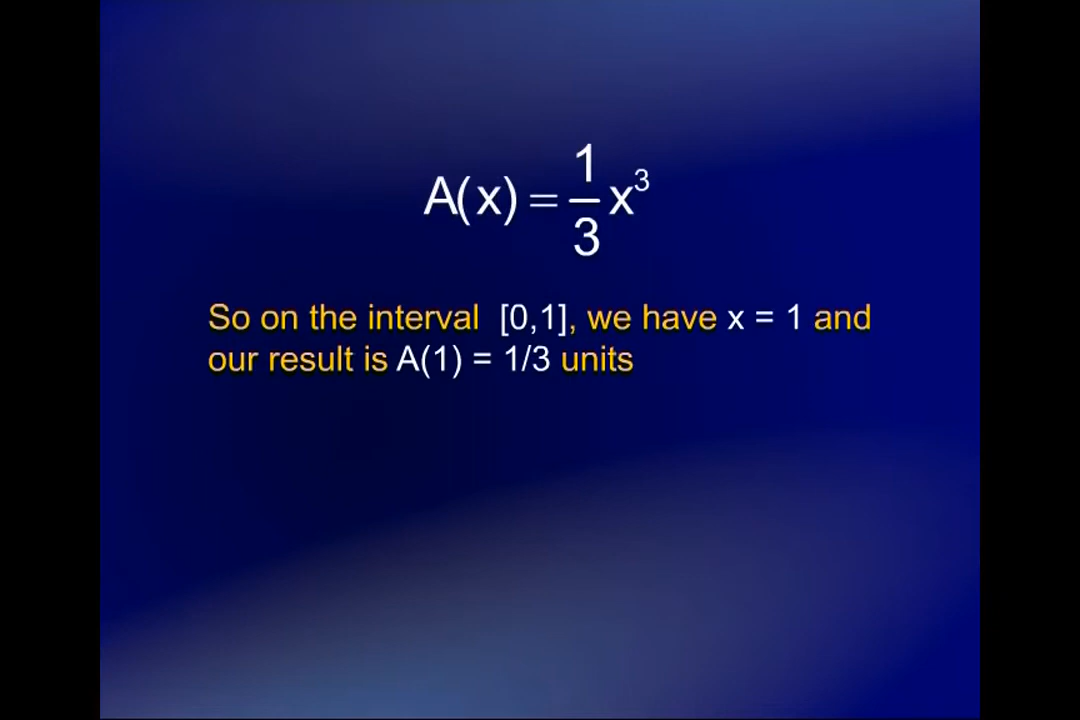 A(x) = 1/3 x³
So on the interval [0,1], we have x = 1 and
our result is A(1) = 1/3 units